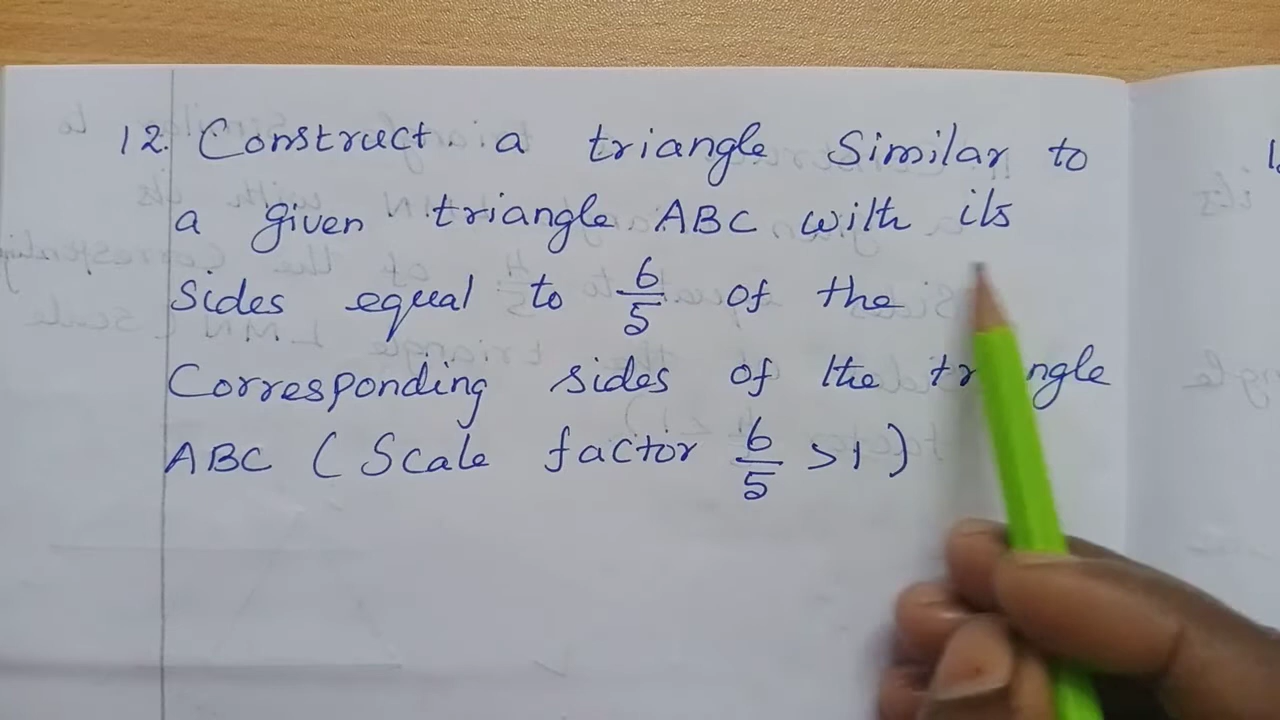 12. Construct a triangle Similar to
a given triangle ABC with its
Sides equal to 6/5 of the
Corresponding sides of the triangle
ABC (Scale factor 6/5 >1)